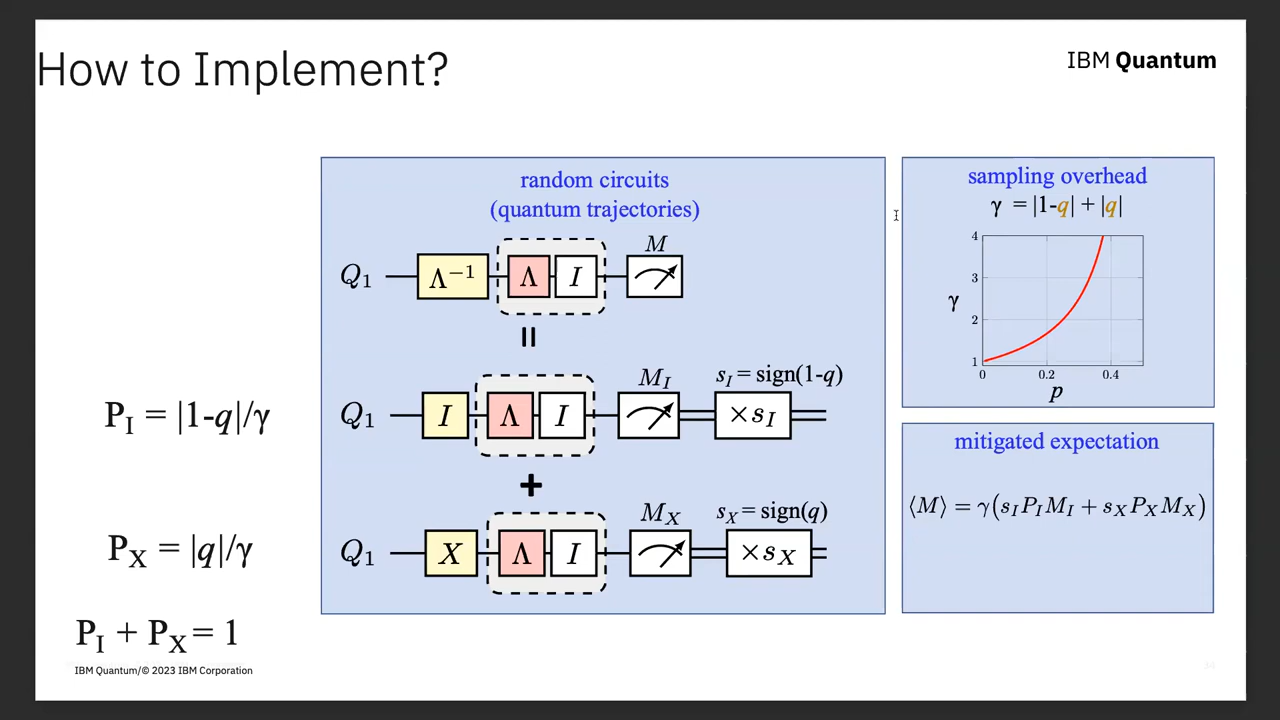 How to Implement?
IBM Quantum
random circuits
(quantum trajectories)
Q₁ Λ⁻¹ Λ I M
=
Q₁ I Λ I M_I s_I = sign(1-q) ×s_I
+
Q₁ X Λ I M_X s_X = sign(q) ×s_X
P_I = |1-q|/γ
P_X = |q|/γ
P_I + P_X = 1
sampling overhead
γ = |1-q| + |q|
4
3
γ
2
1
0 0.2 0.4
p
mitigated expectation
⟨M⟩ = γ(s_I P_I M_I + s_X P_X M_X)
IBM Quantum/© 2023 IBM Corporation